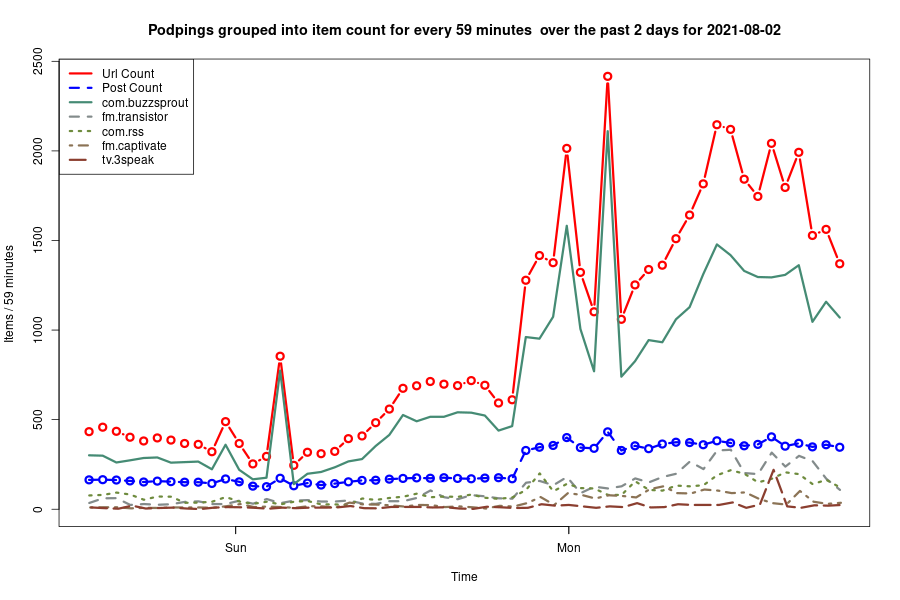 Podpings grouped into item count for every 59 minutes  over the past 2 days for 2021-08-02
Url Count
Post Count
com.buzzsprout
fm.transistor
com.rss
fm.captivate
tv.3speak
Items / 59 minutes
2500
2000
1500
1000
500
0
Sun
Mon
Time